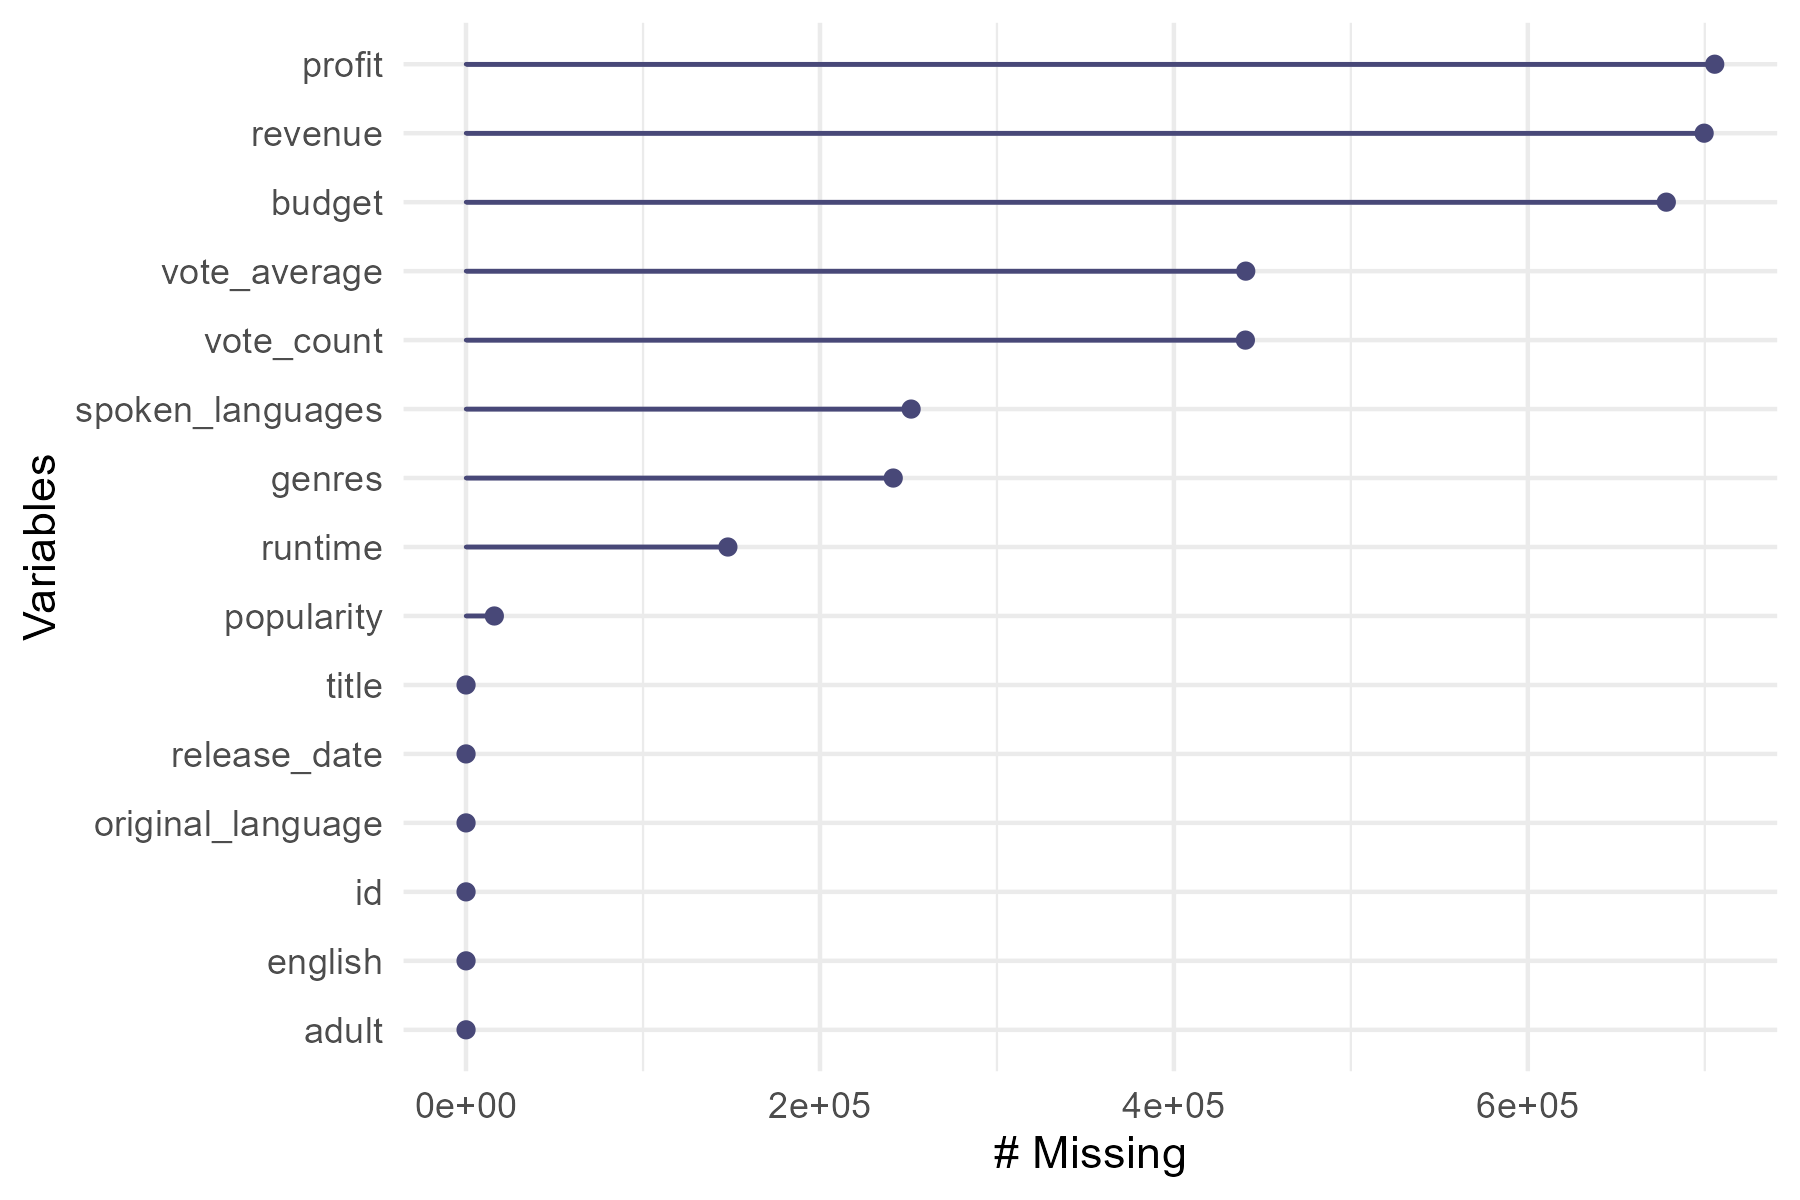 profit
revenue
budget
vote_average
vote_count
spoken_languages
genres
runtime
popularity
title
release_date
original_language
id
english
adult
Variables
0e+00 2e+05 4e+05 6e+05
# Missing